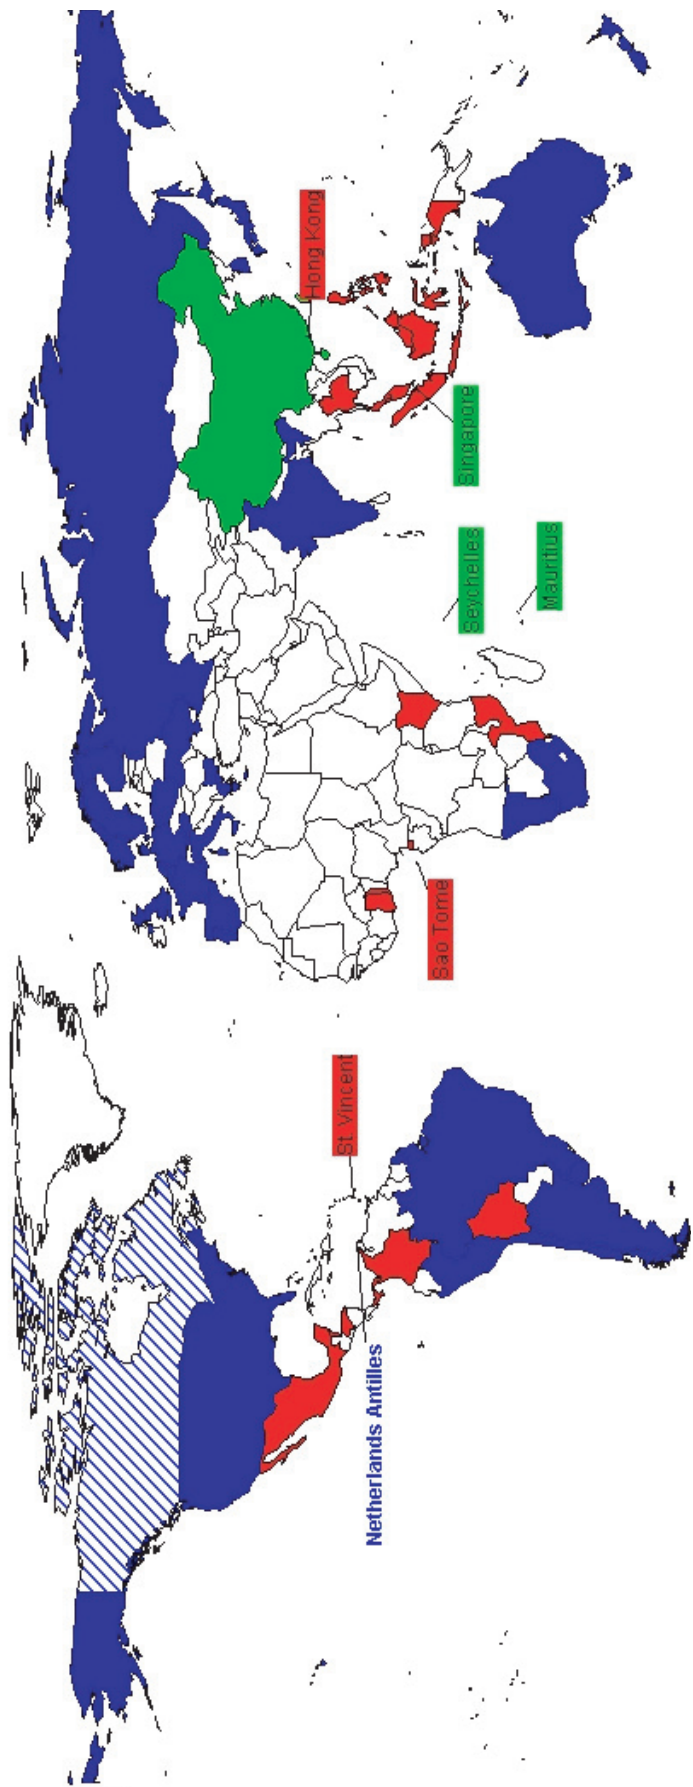 Hong Kong
Singapore
Seychelles
Mauritius
Sao Tome
St. Vincent
Netherlands Antilles